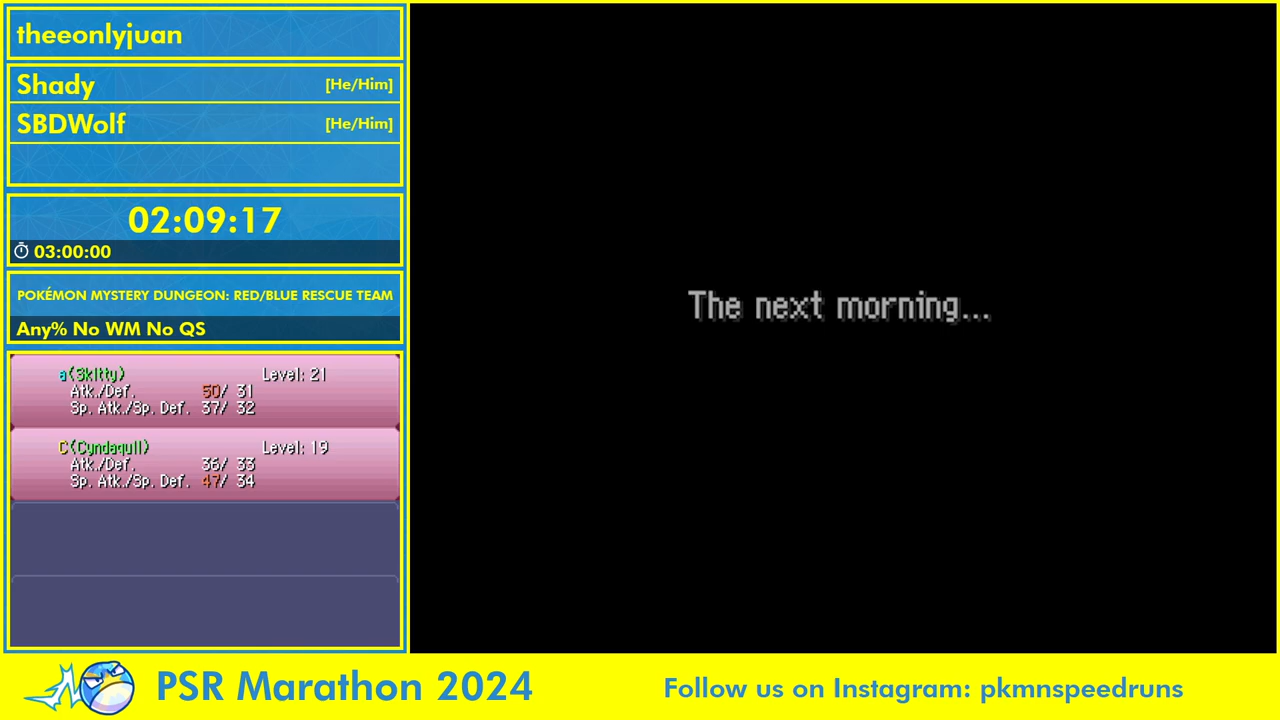 theeonlyjuan
Shady [He/Him]
SBDWolf [He/Him]
02:09:17
03:00:00
POKÉMON MYSTERY DUNGEON: RED/BLUE RESCUE TEAM
Any% No WM No QS
a(Skitty) Level: 21
Atk./Def. 50/ 31
Sp. Atk./Sp. Def. 37/ 32
C(Cyndaquil) Level: 19
Atk./Def. 36/ 33
Sp. Atk./Sp. Def. 47/ 34
The next morning...
PSR Marathon 2024
Follow us on Instagram: pkmnspeedruns